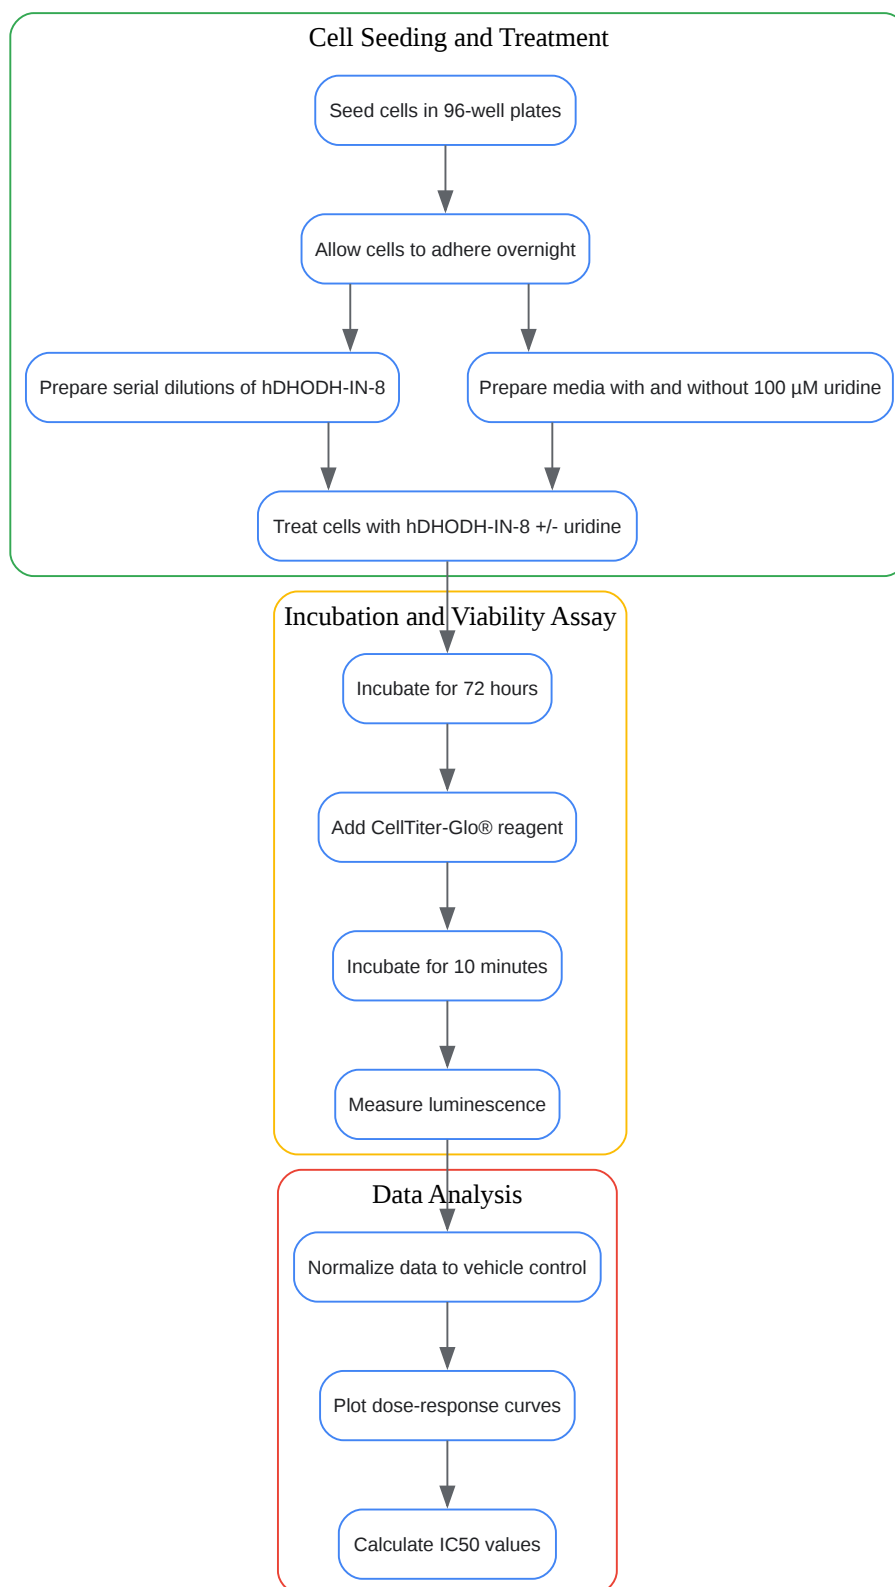 Cell Seeding and Treatment
Seed cells in 96-well plates
Allow cells to adhere overnight
Prepare serial dilutions of hDHODH-IN-8
Prepare media with and without 100 µM uridine
Treat cells with hDHODH-IN-8 +/- uridine
Incubation and Viability Assay
Incubate for 72 hours
Add CellTiter-Glo® reagent
Incubate for 10 minutes
Measure luminescence
Data Analysis
Normalize data to vehicle control
Plot dose-response curves
Calculate IC50 values